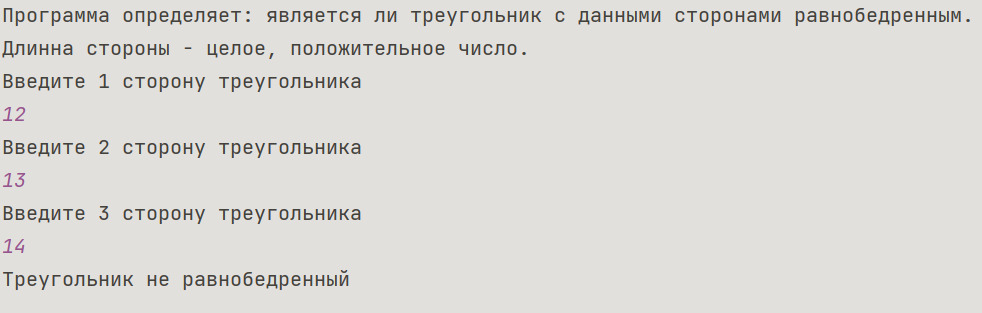 Программа определяет: является ли треугольник с данными сторонами равнобедренным.
Длинна стороны - целое, положительное число.
Введите 1 сторону треугольника
12
Введите 2 сторону треугольника
13
Введите 3 сторону треугольника
14
Треугольник не равнобедренный